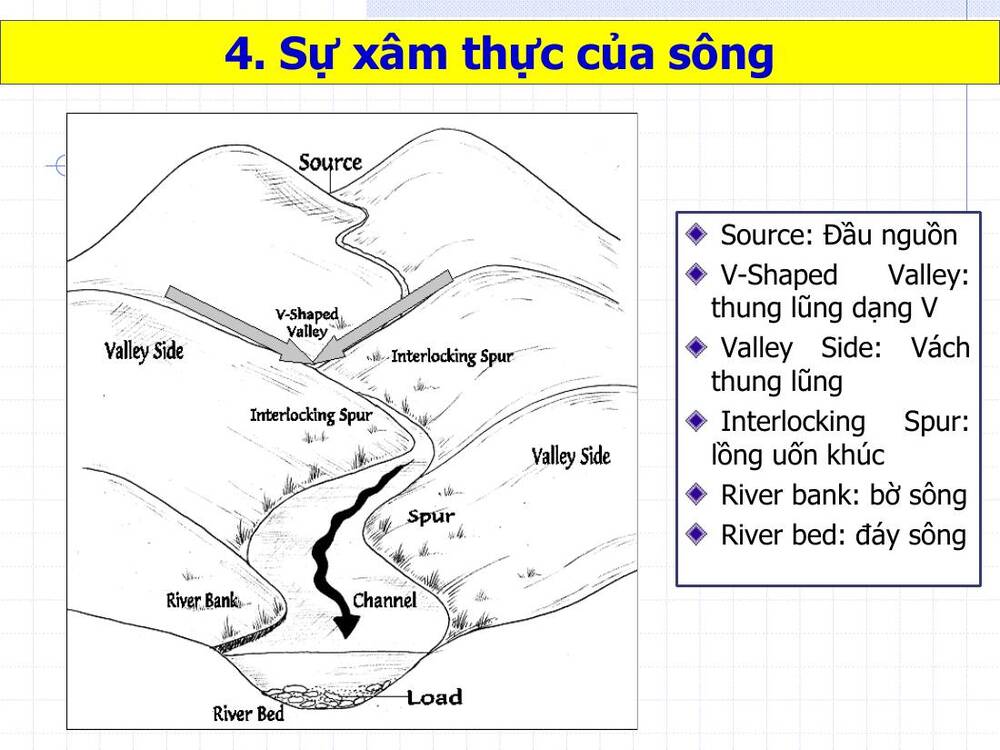 4. Sự xâm thực của sông
Source
V-Shaped
Valley
Valley Side
Interlocking Spur
Interlocking Spur
Valley Side
Spur
River Bank
Channel
Load
River Bed
Source: Đầu nguồn
V-Shaped Valley:
thung lũng dạng V
Valley Side: Vách
thung lũng
Interlocking Spur:
lồng uốn khúc
River bank: bờ sông
River bed: đáy sông